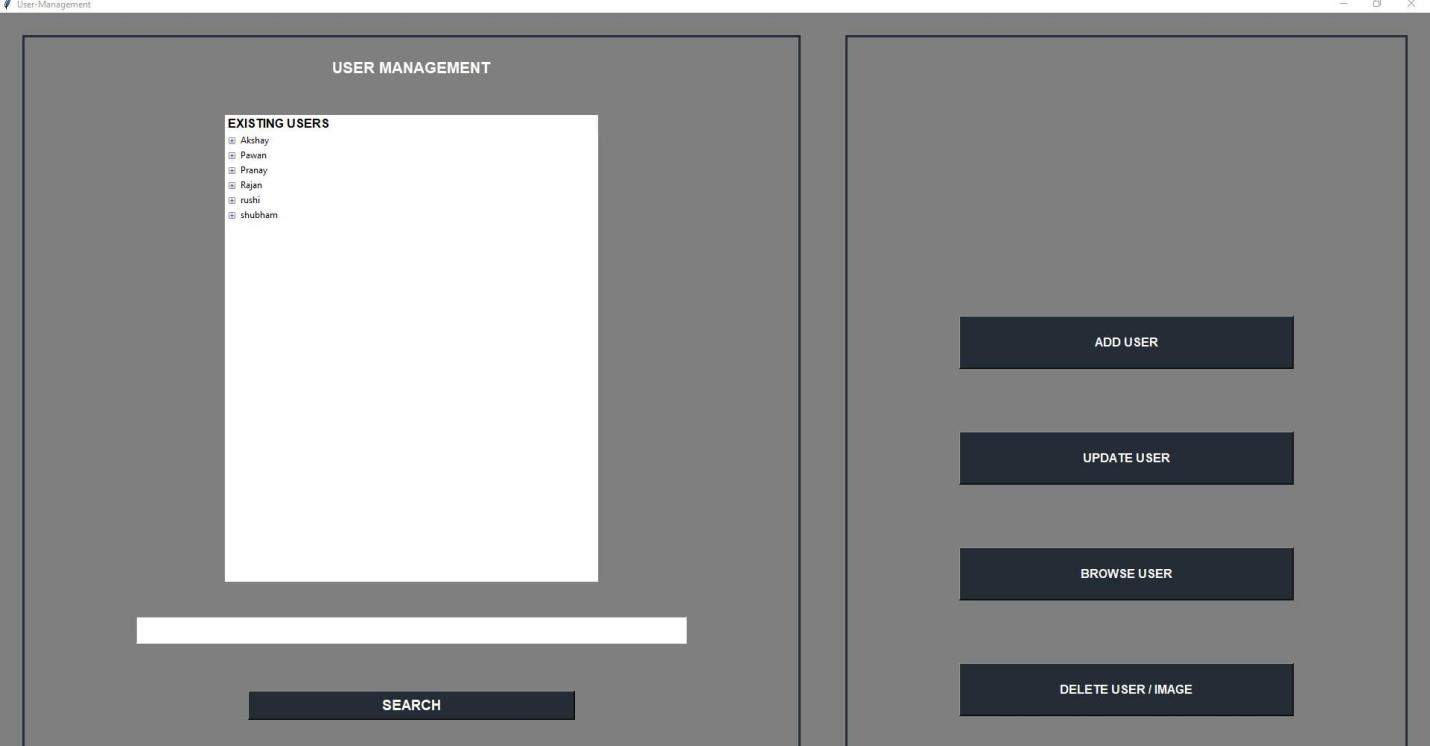 User-Management
USER MANAGEMENT
EXISTING USERS
Akshay
Pawan
Pranay
Rajan
rushi
shubham
SEARCH
ADD USER
UPDATE USER
BROWSE USER
DELETE USER / IMAGE